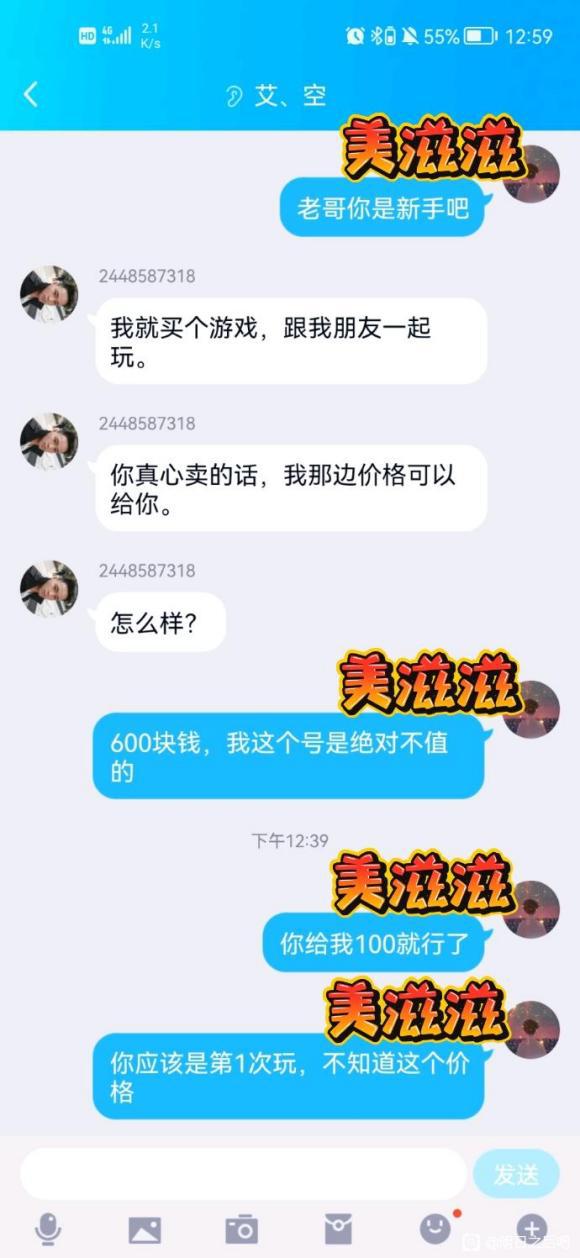 HD 4G 2.1 K/s 55% 12:59
艾、空
美滋滋
老哥你是新手吧
2448587318
我就买个游戏，跟我朋友一起
玩。
2448587318
你真心卖的话，我那边价格可以
给你。
2448587318
怎么样？
美滋滋
600块钱，我这个号是绝对不值
的
下午12:39
美滋滋
你给我100就行了
美滋滋
你应该是第1次玩，不知道这个价
格
发送
@明日之后吧